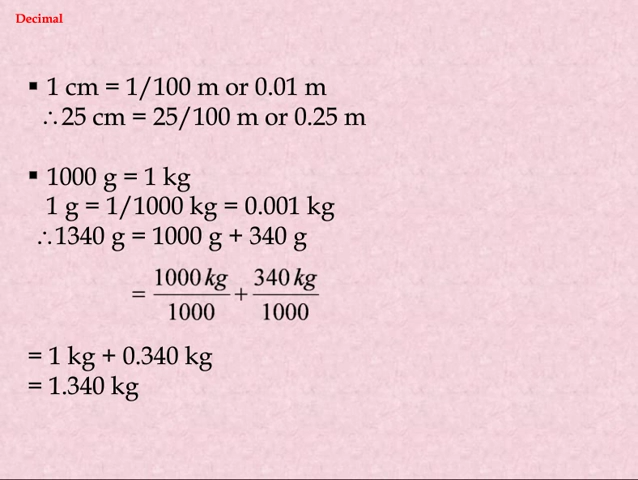 Decimal
▪ 1 cm = 1/100 m or 0.01 m
∴25 cm = 25/100 m or 0.25 m
▪ 1000 g = 1 kg
1 g = 1/1000 kg = 0.001 kg
∴1340 g = 1000 g + 340 g
= 1000 kg/1000 + 340 kg/1000
= 1 kg + 0.340 kg
= 1.340 kg